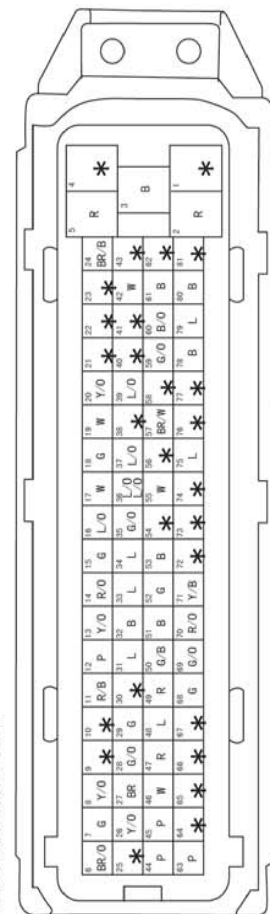 6 7 8 9 10 11 12 13 14 15 16 17 18 19 20 21 22 23 24 5 4
BR/O G Y/O * * R/B P Y/O R/O G L/O W G W Y/O * * * BR/B R *
25 26 27 28 29 30 31 32 33 34 35 36 37 38 39 40 41 42 43 3
* Y/O BR G/O G * L B L L G/O L/O L/O L/O * L/O * * W * B
44 45 46 47 48 49 50 51 52 53 54 55 56 57 58 59 60 61 62
P P W R L R G/B B G B * W * BR/W * G/O B/O B *
63 64 65 66 67 68 69 70 71 72 73 74 75 76 77 78 79 80 81 2 1
P * * * * G G/O R/O Y/B * * * L * * B L B * R *